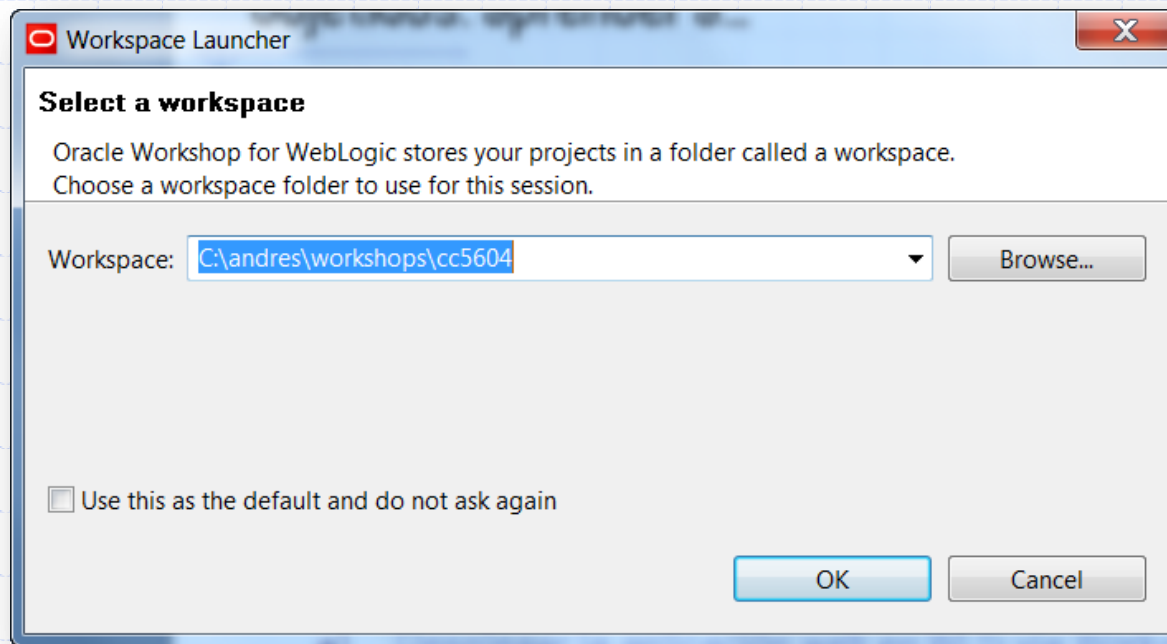 Workspace Launcher
X
Select a workspace
Oracle Workshop for WebLogic stores your projects in a folder called a workspace.
Choose a workspace folder to use for this session.
Workspace: C:\andres\workshops\cc5604 Browse...
Use this as the default and do not ask again
OK Cancel